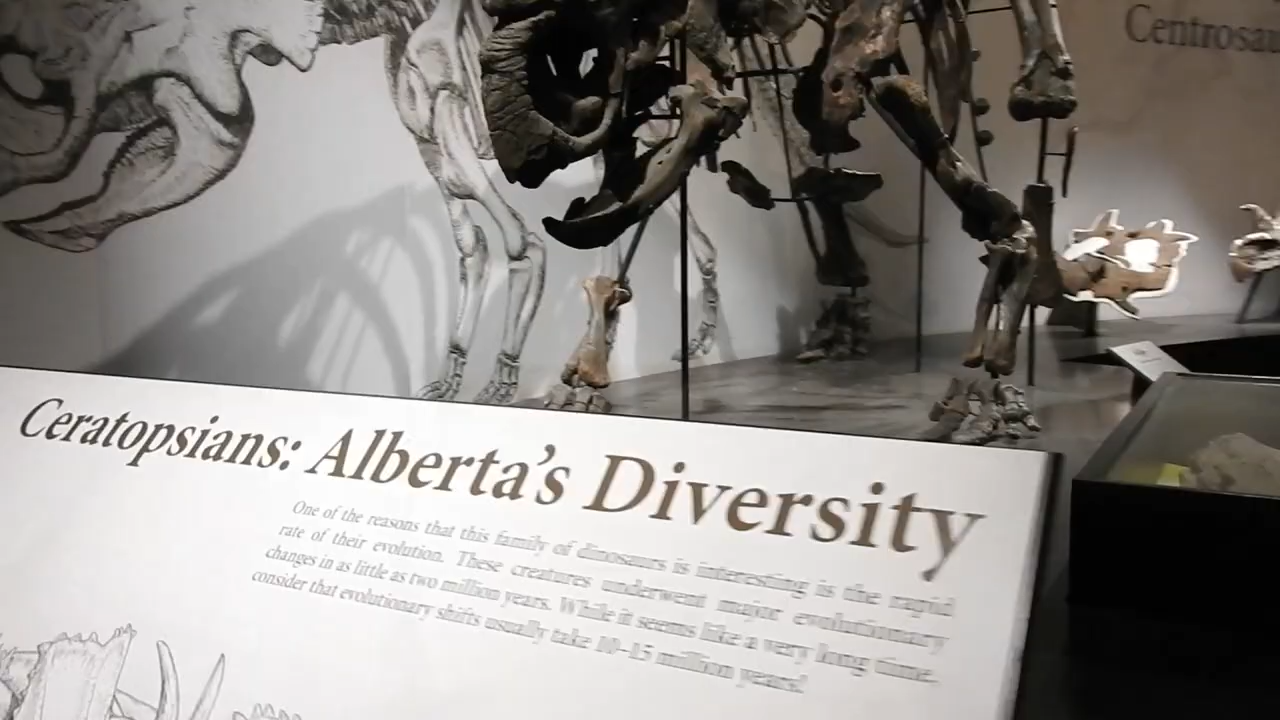 Centrosau
Ceratopsians: Alberta's Diversity
One of the reasons that this family of dinosaurs is interesting is the rapid
rate of their evolution. These creatures underwent major evolutionary
changes in as little as two million years. While it seems like a very long time,
consider that evolutionary shifts usually take 10-15 million years!